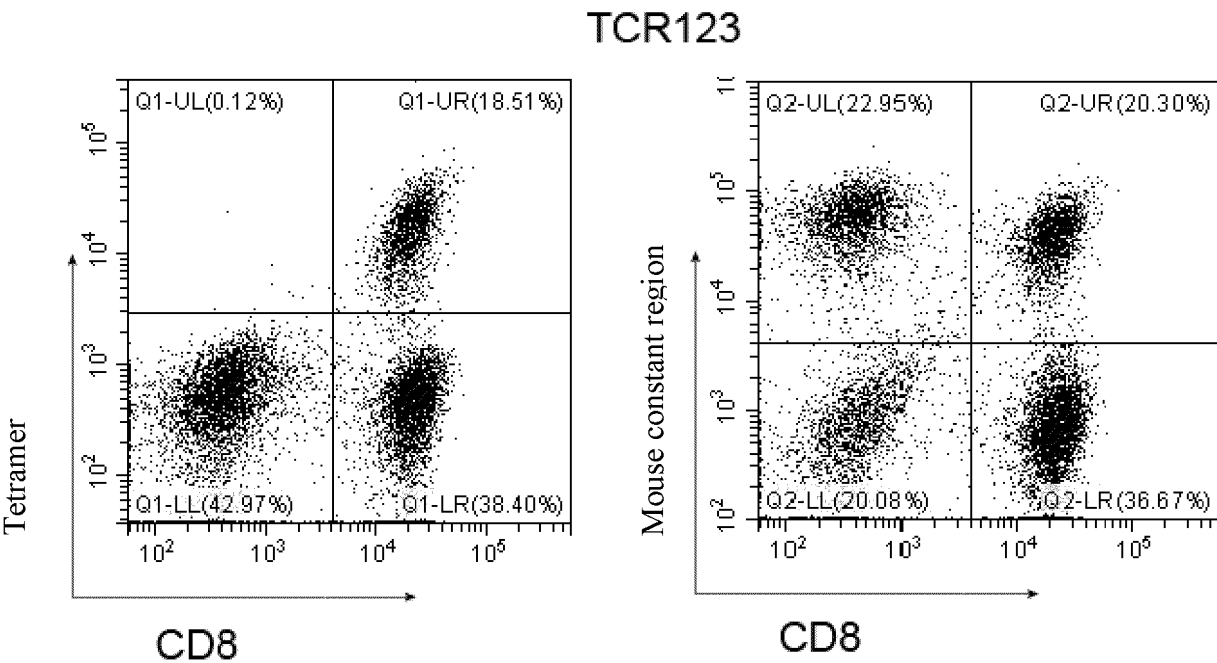 TCR123
Q1-UL(0.12%) Q1-UR(18.51%)
10^5
10^4
10^3
10^2
Q1-LL(42.97%) Q1-LR(38.40%)
10^2 10^3 10^4 10^5
Tetramer
CD8
Q2-UL(22.95%) Q2-UR(20.30%)
10^5
10^4
10^3
10^2
Q2-LL(20.08%) Q2-LR(36.67%)
10^2 10^3 10^4 10^5
Mouse constant region
CD8